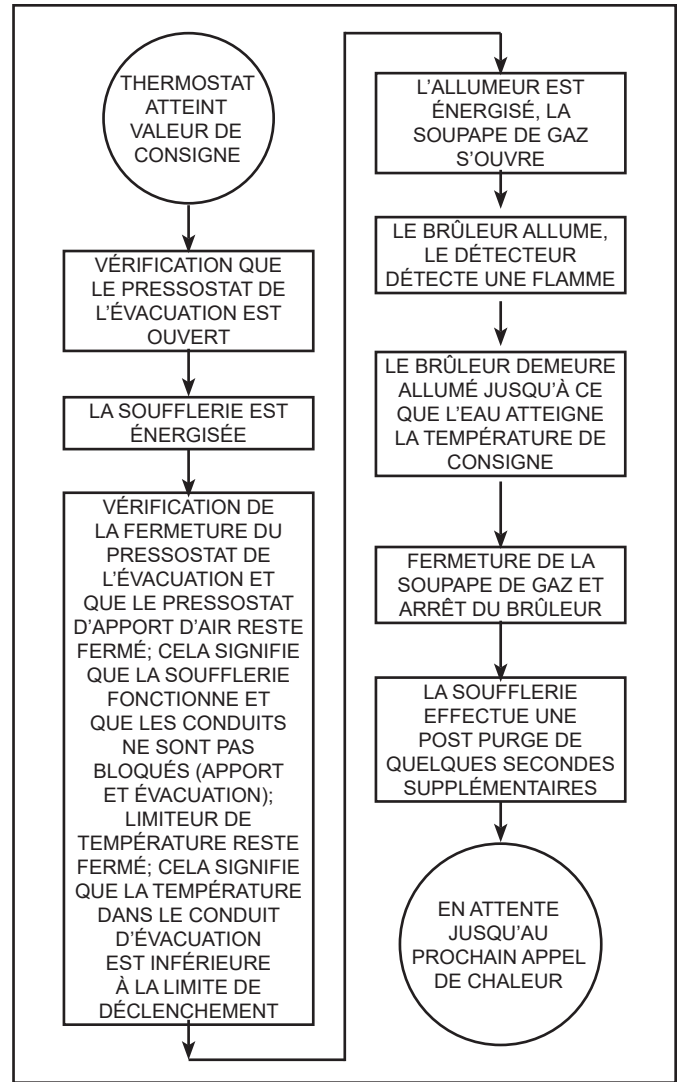 THERMOSTAT
ATTEINT
VALEUR DE
CONSIGNE
VÉRIFICATION QUE
LE PRESSOSTAT DE
L’ÉVACUATION EST
OUVERT
LA SOUFFLERIE EST
ÉNERGISÉE
VÉRIFICATION DE
LA FERMETURE DU
PRESSOSTAT DE
L’ÉVACUATION ET
QUE LE PRESSOSTAT
D’APPORT D’AIR RESTE
FERMÉ; CELA SIGNIFIE
QUE LA SOUFFLERIE
FONCTIONNE ET
QUE LES CONDUITS
NE SONT PAS
BLOQUÉS (APPORT
ET ÉVACUATION);
LIMITEUR DE
TEMPÉRATURE RESTE
FERMÉ; CELA SIGNIFIE
QUE LA TEMPÉRATURE
DANS LE CONDUIT
D’ÉVACUATION
EST INFÉRIEURE
À LA LIMITE DE
DÉCLENCHEMENT
L’ALLUMEUR EST
ÉNERGISÉ, LA
SOUPAPE DE GAZ
S’OUVRE
LE BRÛLEUR ALLUME,
LE DÉTECTEUR
DÉTECTE UNE FLAMME
LE BRÛLEUR DEMEURE
ALLUMÉ JUSQU’À CE
QUE L’EAU ATTEIGNE
LA TEMPÉRATURE DE
CONSIGNE
FERMETURE DE LA
SOUPAPE DE GAZ ET
ARRÊT DU BRÛLEUR
LA SOUFFLERIE
EFFECTUE UNE
POST PURGE DE
QUELQUES SECONDES
SUPPLÉMENTAIRES
EN ATTENTE
JUSQU’AU
PROCHAIN APPEL
DE CHALEUR